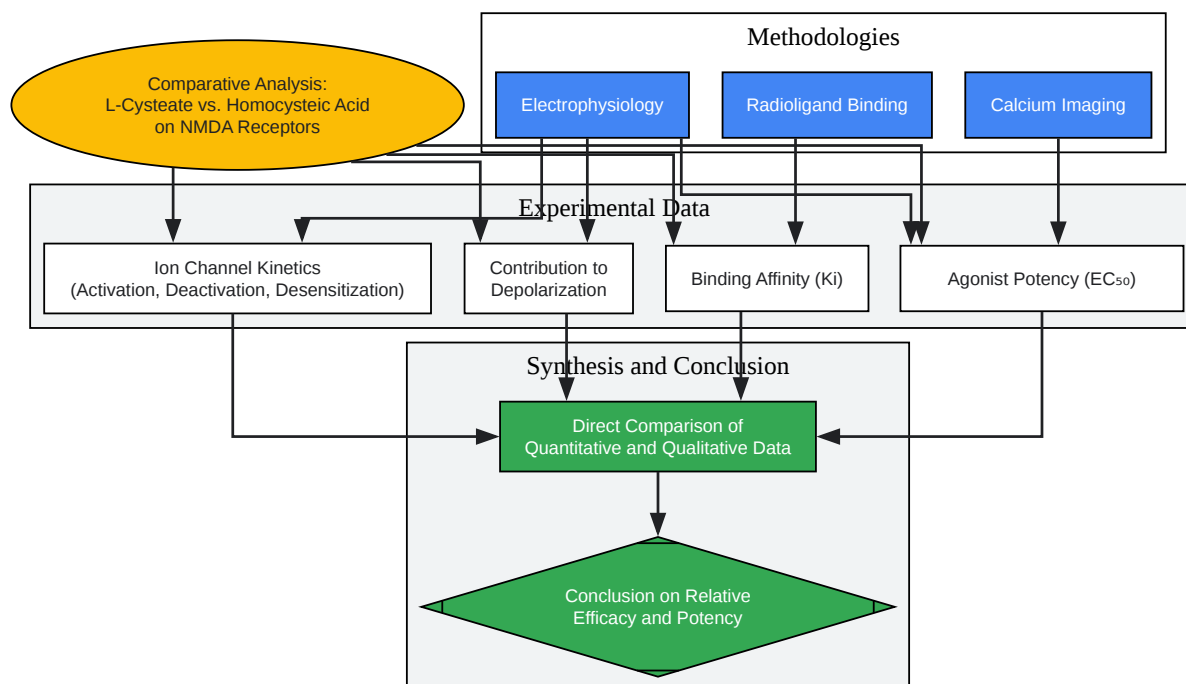 Comparative Analysis:
L-Cysteate vs. Homocysteic Acid
on NMDA Receptors
Methodologies
Electrophysiology
Radioligand Binding
Calcium Imaging
Experimental Data
Ion Channel Kinetics
(Activation, Deactivation, Desensitization)
Contribution to
Depolarization
Binding Affinity (Ki)
Agonist Potency (EC₅₀)
Synthesis and Conclusion
Direct Comparison of
Quantitative and Qualitative Data
Conclusion on Relative
Efficacy and Potency